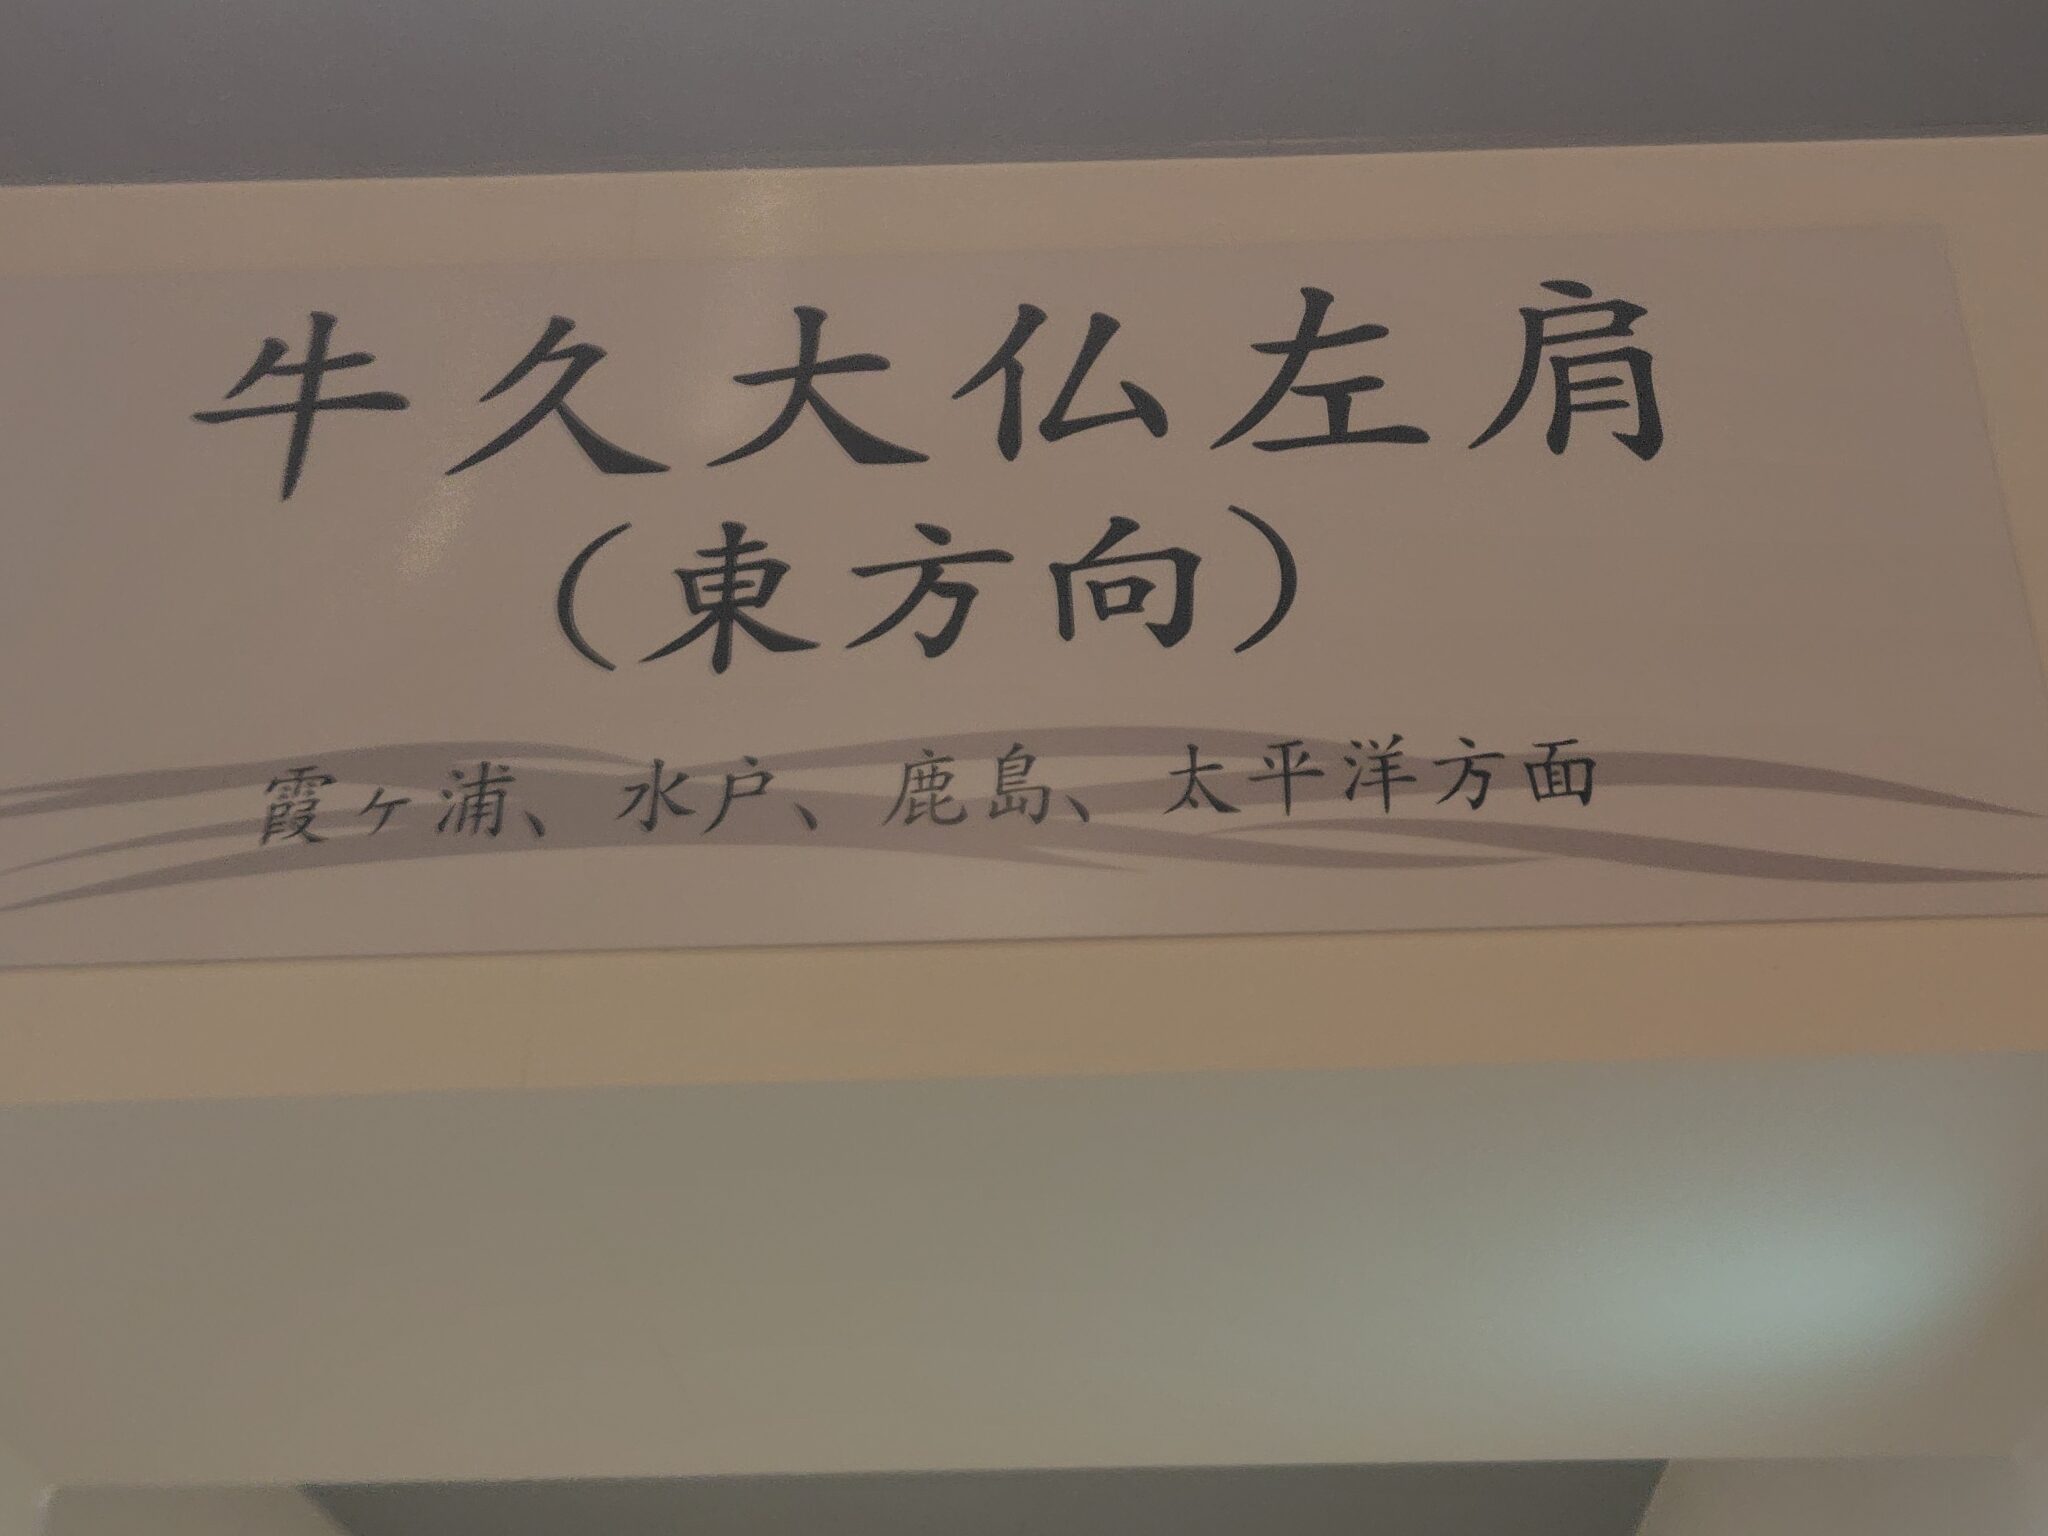 牛久大仏左肩
（東方向）
霞ヶ浦、水戸、鹿島、太平洋方面